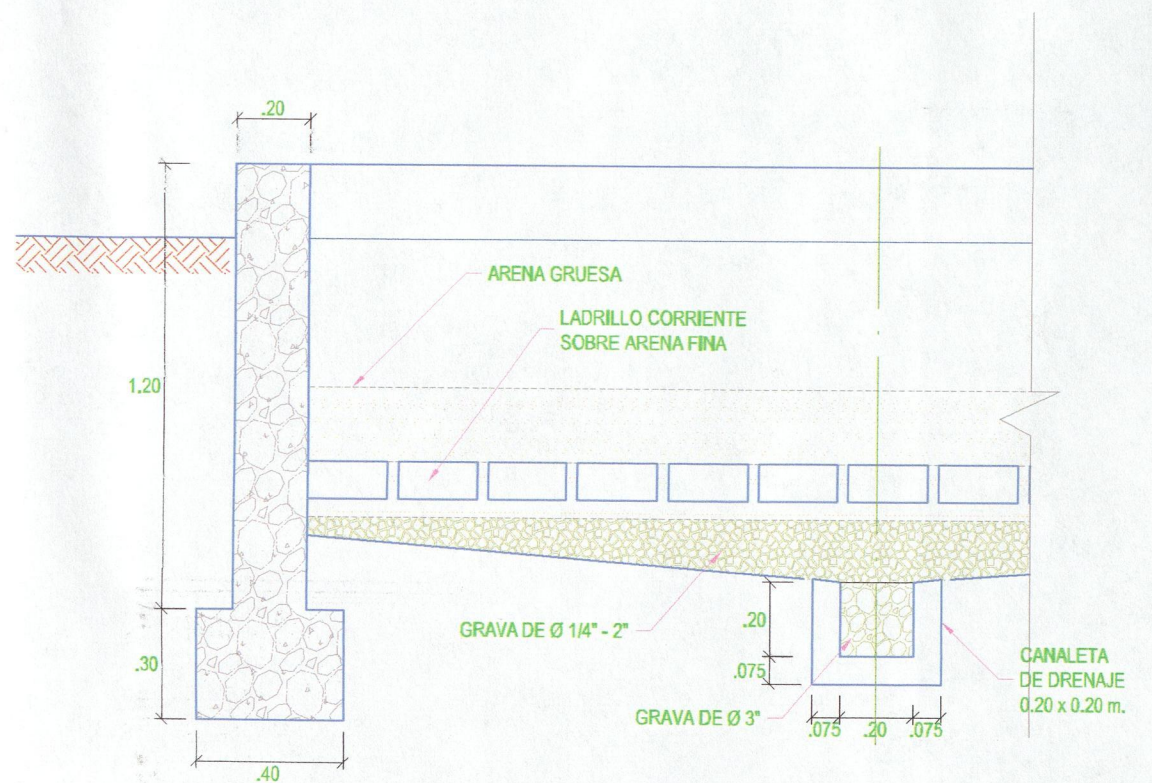 .20
ARENA GRUESA
LADRILLO CORRIENTE
SOBRE ARENA FINA
1.20
GRAVA DE Ø 1/4" - 2"
.20
.30
.075
CANALETA
DE DRENAJE
0.20 x 0.20 m.
GRAVA DE Ø 3"
.075 .20 .075
.40